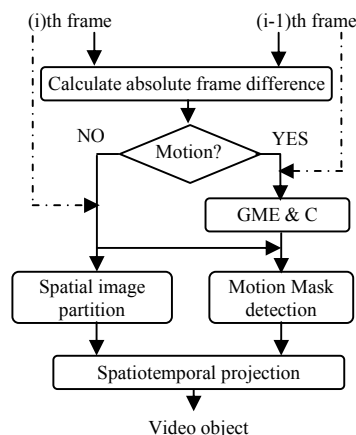 (i)th frame (i-1)th frame
Calculate absolute frame difference
NO YES
Motion?
GME & C
Spatial image
partition
Motion Mask
detection
Spatiotemporal projection
Video object